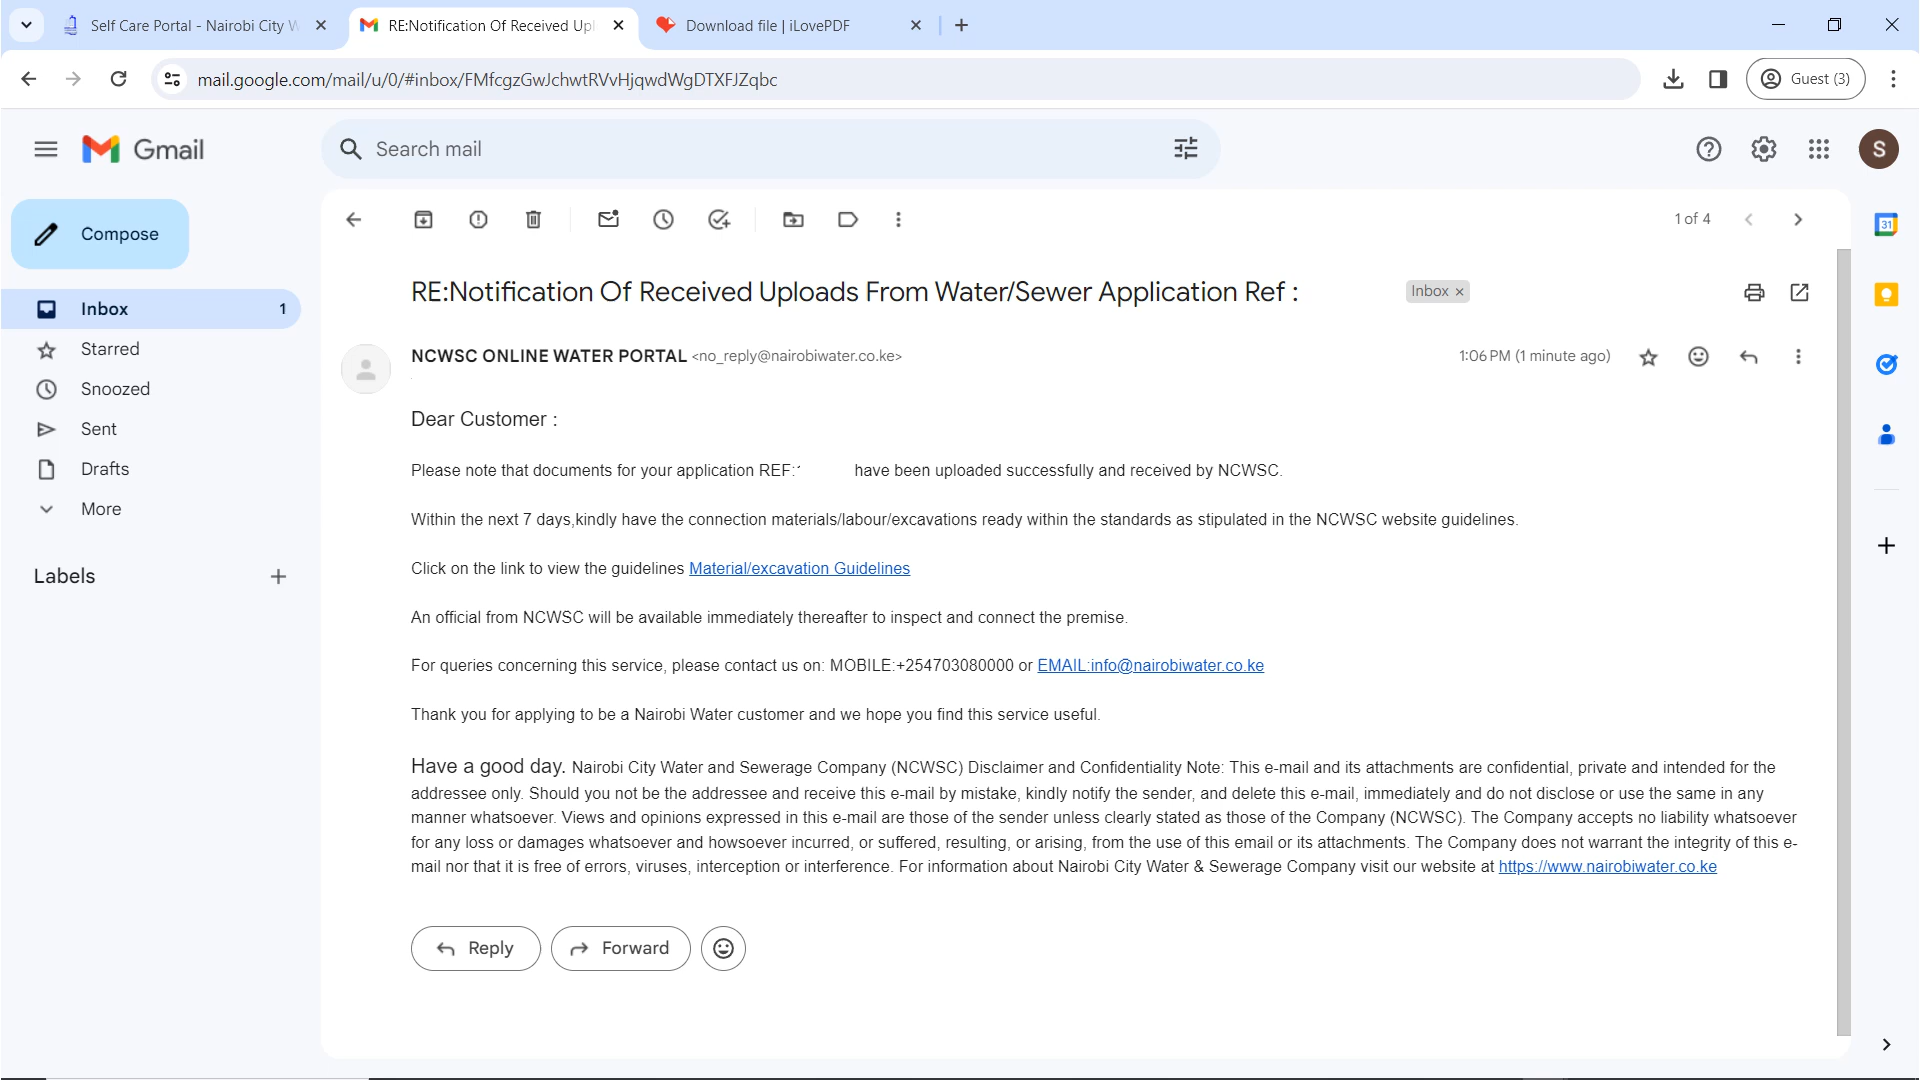 Self Care Portal - Nairobi City W
RE:Notification Of Received Upl
Download file | iLovePDF
mail.google.com/mail/u/0/#inbox/FMfcgzGwJchwtRVvHjqwdWgDTXFJZqbc
Guest (3)
Gmail
Search mail
S
Compose
1 of 4
31
RE:Notification Of Received Uploads From Water/Sewer Application Ref :
Inbox ×
Inbox 1
Starred
Snoozed
Sent
Drafts
More
Labels
NCWSC ONLINE WATER PORTAL <no_reply@nairobiwater.co.ke>
1:06 PM (1 minute ago)
Dear Customer :
Please note that documents for your application REF: have been uploaded successfully and received by NCWSC.
Within the next 7 days,kindly have the connection materials/labour/excavations ready within the standards as stipulated in the NCWSC website guidelines.
Click on the link to view the guidelines Material/excavation Guidelines
An official from NCWSC will be available immediately thereafter to inspect and connect the premise.
For queries concerning this service, please contact us on: MOBILE:+254703080000 or EMAIL:info@nairobiwater.co.ke
Thank you for applying to be a Nairobi Water customer and we hope you find this service useful.
Have a good day. Nairobi City Water and Sewerage Company (NCWSC) Disclaimer and Confidentiality Note: This e-mail and its attachments are confidential, private and intended for the
addressee only. Should you not be the addressee and receive this e-mail by mistake, kindly notify the sender, and delete this e-mail, immediately and do not disclose or use the same in any
manner whatsoever. Views and opinions expressed in this e-mail are those of the sender unless clearly stated as those of the Company (NCWSC). The Company accepts no liability whatsoever
for any loss or damages whatsoever and howsoever incurred, or suffered, resulting, or arising, from the use of this email or its attachments. The Company does not warrant the integrity of this e-
mail nor that it is free of errors, viruses, interception or interference. For information about Nairobi City Water & Sewerage Company visit our website at https://www.nairobiwater.co.ke
Reply
Forward